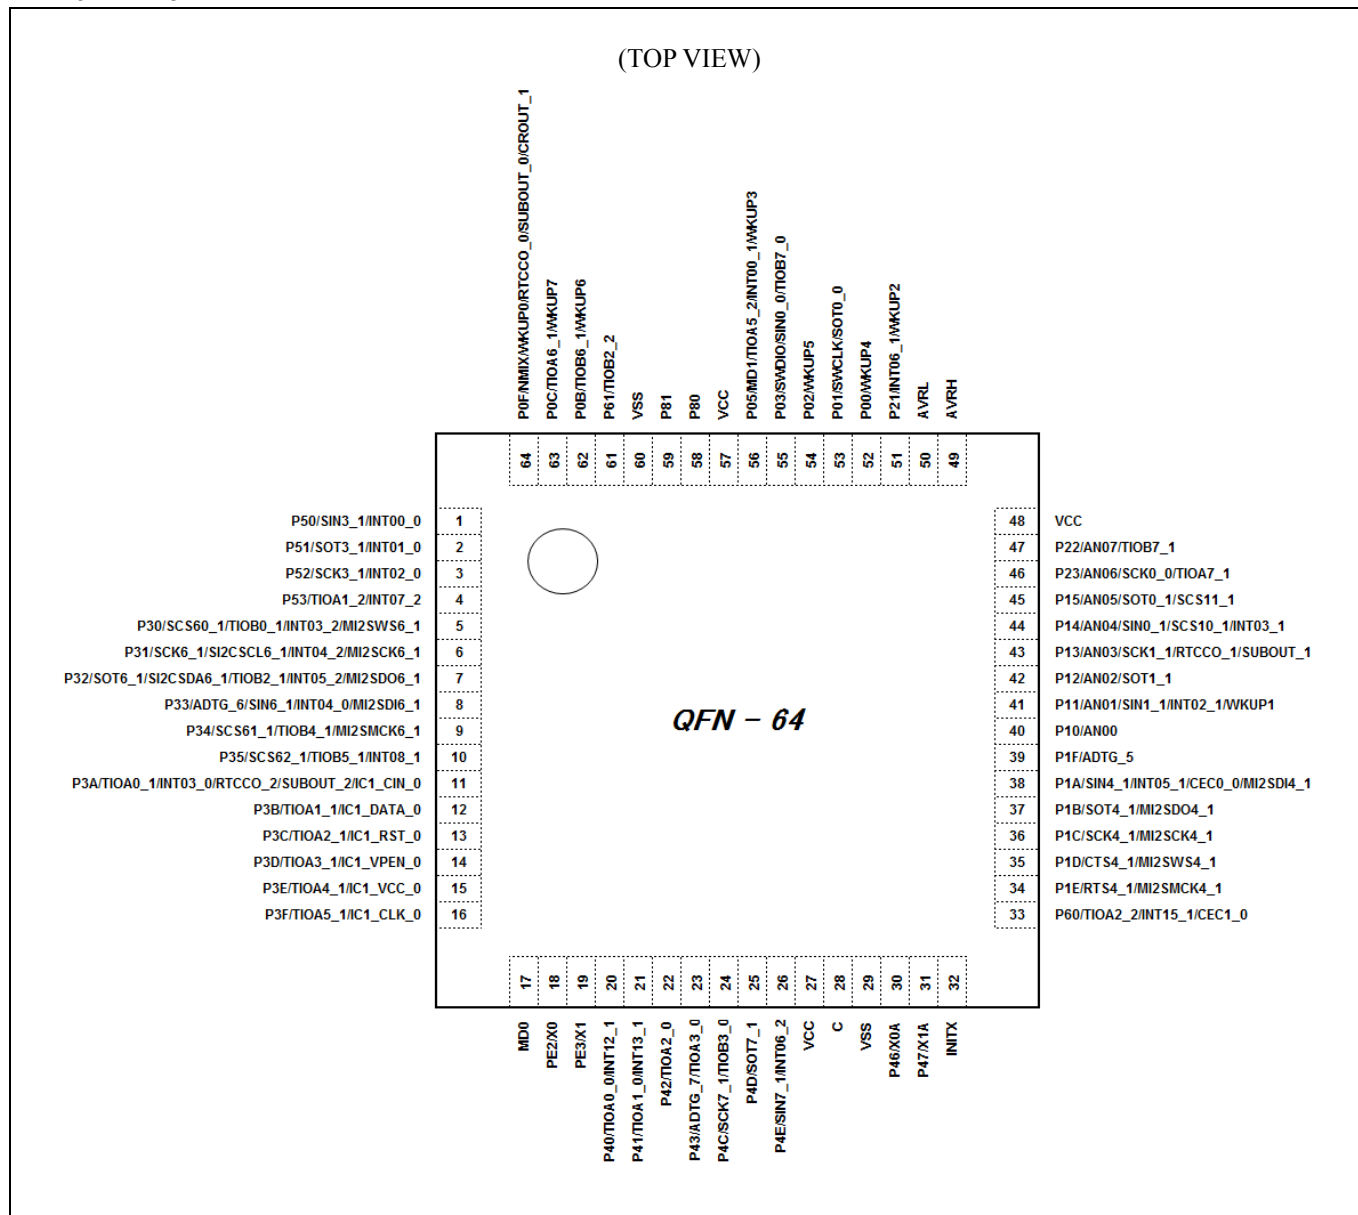 (TOP VIEW)
P0F/NMIX/WKUP0/RTCCO_0/SUBOUT_0/CROUT_1
P0C/TIOA6_1/WKUP7
P0B/TIOB6_1/WKUP6
P61/TIOB2_2
VSS
P81
P80
VCC
P05/MD1/TIOA5_2/INT00_1/WKUP3
P03/SWDIO/SIN0_0/TIOB7_0
P02/WKUP5
P01/SWCLK/SOT0_0
P00/WKUP4
P21/INT06_1/WKUP2
AVRL
AVRH
64 63 62 61 60 59 58 57 56 55 54 53 52 51 50 49
P50/SIN3_1/INT00_0 1
P51/SOT3_1/INT01_0 2
P52/SCK3_1/INT02_0 3
P53/TIOA1_2/INT07_2 4
P30/SCS60_1/TIOB0_1/INT03_2/MI2SWS6_1 5
P31/SCK6_1/SI2CSCL6_1/INT04_2/MI2SCK6_1 6
P32/SOT6_1/SI2CSDA6_1/TIOB2_1/INT05_2/MI2SDO6_1 7
P33/ADTG_6/SIN6_1/INT04_0/MI2SDI6_1 8
P34/SCS61_1/TIOB4_1/MI2SMCK6_1 9
P35/SCS62_1/TIOB5_1/INT08_1 10
P3A/TIOA0_1/INT03_0/RTCCO_2/SUBOUT_2/IC1_CIN_0 11
P3B/TIOA1_1/IC1_DATA_0 12
P3C/TIOA2_1/IC1_RST_0 13
P3D/TIOA3_1/IC1_VPEN_0 14
P3E/TIOA4_1/IC1_VCC_0 15
P3F/TIOA5_1/IC1_CLK_0 16
QFN - 64
48 VCC
47 P22/AN07/TIOB7_1
46 P23/AN06/SCK0_0/TIOA7_1
45 P15/AN05/SOT0_1/SCS11_1
44 P14/AN04/SIN0_1/SCS10_1/INT03_1
43 P13/AN03/SCK1_1/RTCCO_1/SUBOUT_1
42 P12/AN02/SOT1_1
41 P11/AN01/SIN1_1/INT02_1/WKUP1
40 P10/AN00
39 P1F/ADTG_5
38 P1A/SIN4_1/INT05_1/CEC0_0/MI2SDI4_1
37 P1B/SOT4_1/MI2SDO4_1
36 P1C/SCK4_1/MI2SCK4_1
35 P1D/CTS4_1/MI2SWS4_1
34 P1E/RTS4_1/MI2SMCK4_1
33 P60/TIOA2_2/INT15_1/CEC1_0
17 18 19 20 21 22 23 24 25 26 27 28 29 30 31 32
MD0
PE2/X0
PE3/X1
P40/TIOA0_0/INT12_1
P41/TIOA1_0/INT13_1
P42/TIOA2_0
P43/ADTG_7/TIOA3_0
P4C/SCK7_1/TIOB3_0
P4D/SOT7_1
P4E/SIN7_1/INT06_2
VCC
C
VSS
P46/X0A
P47/X1A
INITX